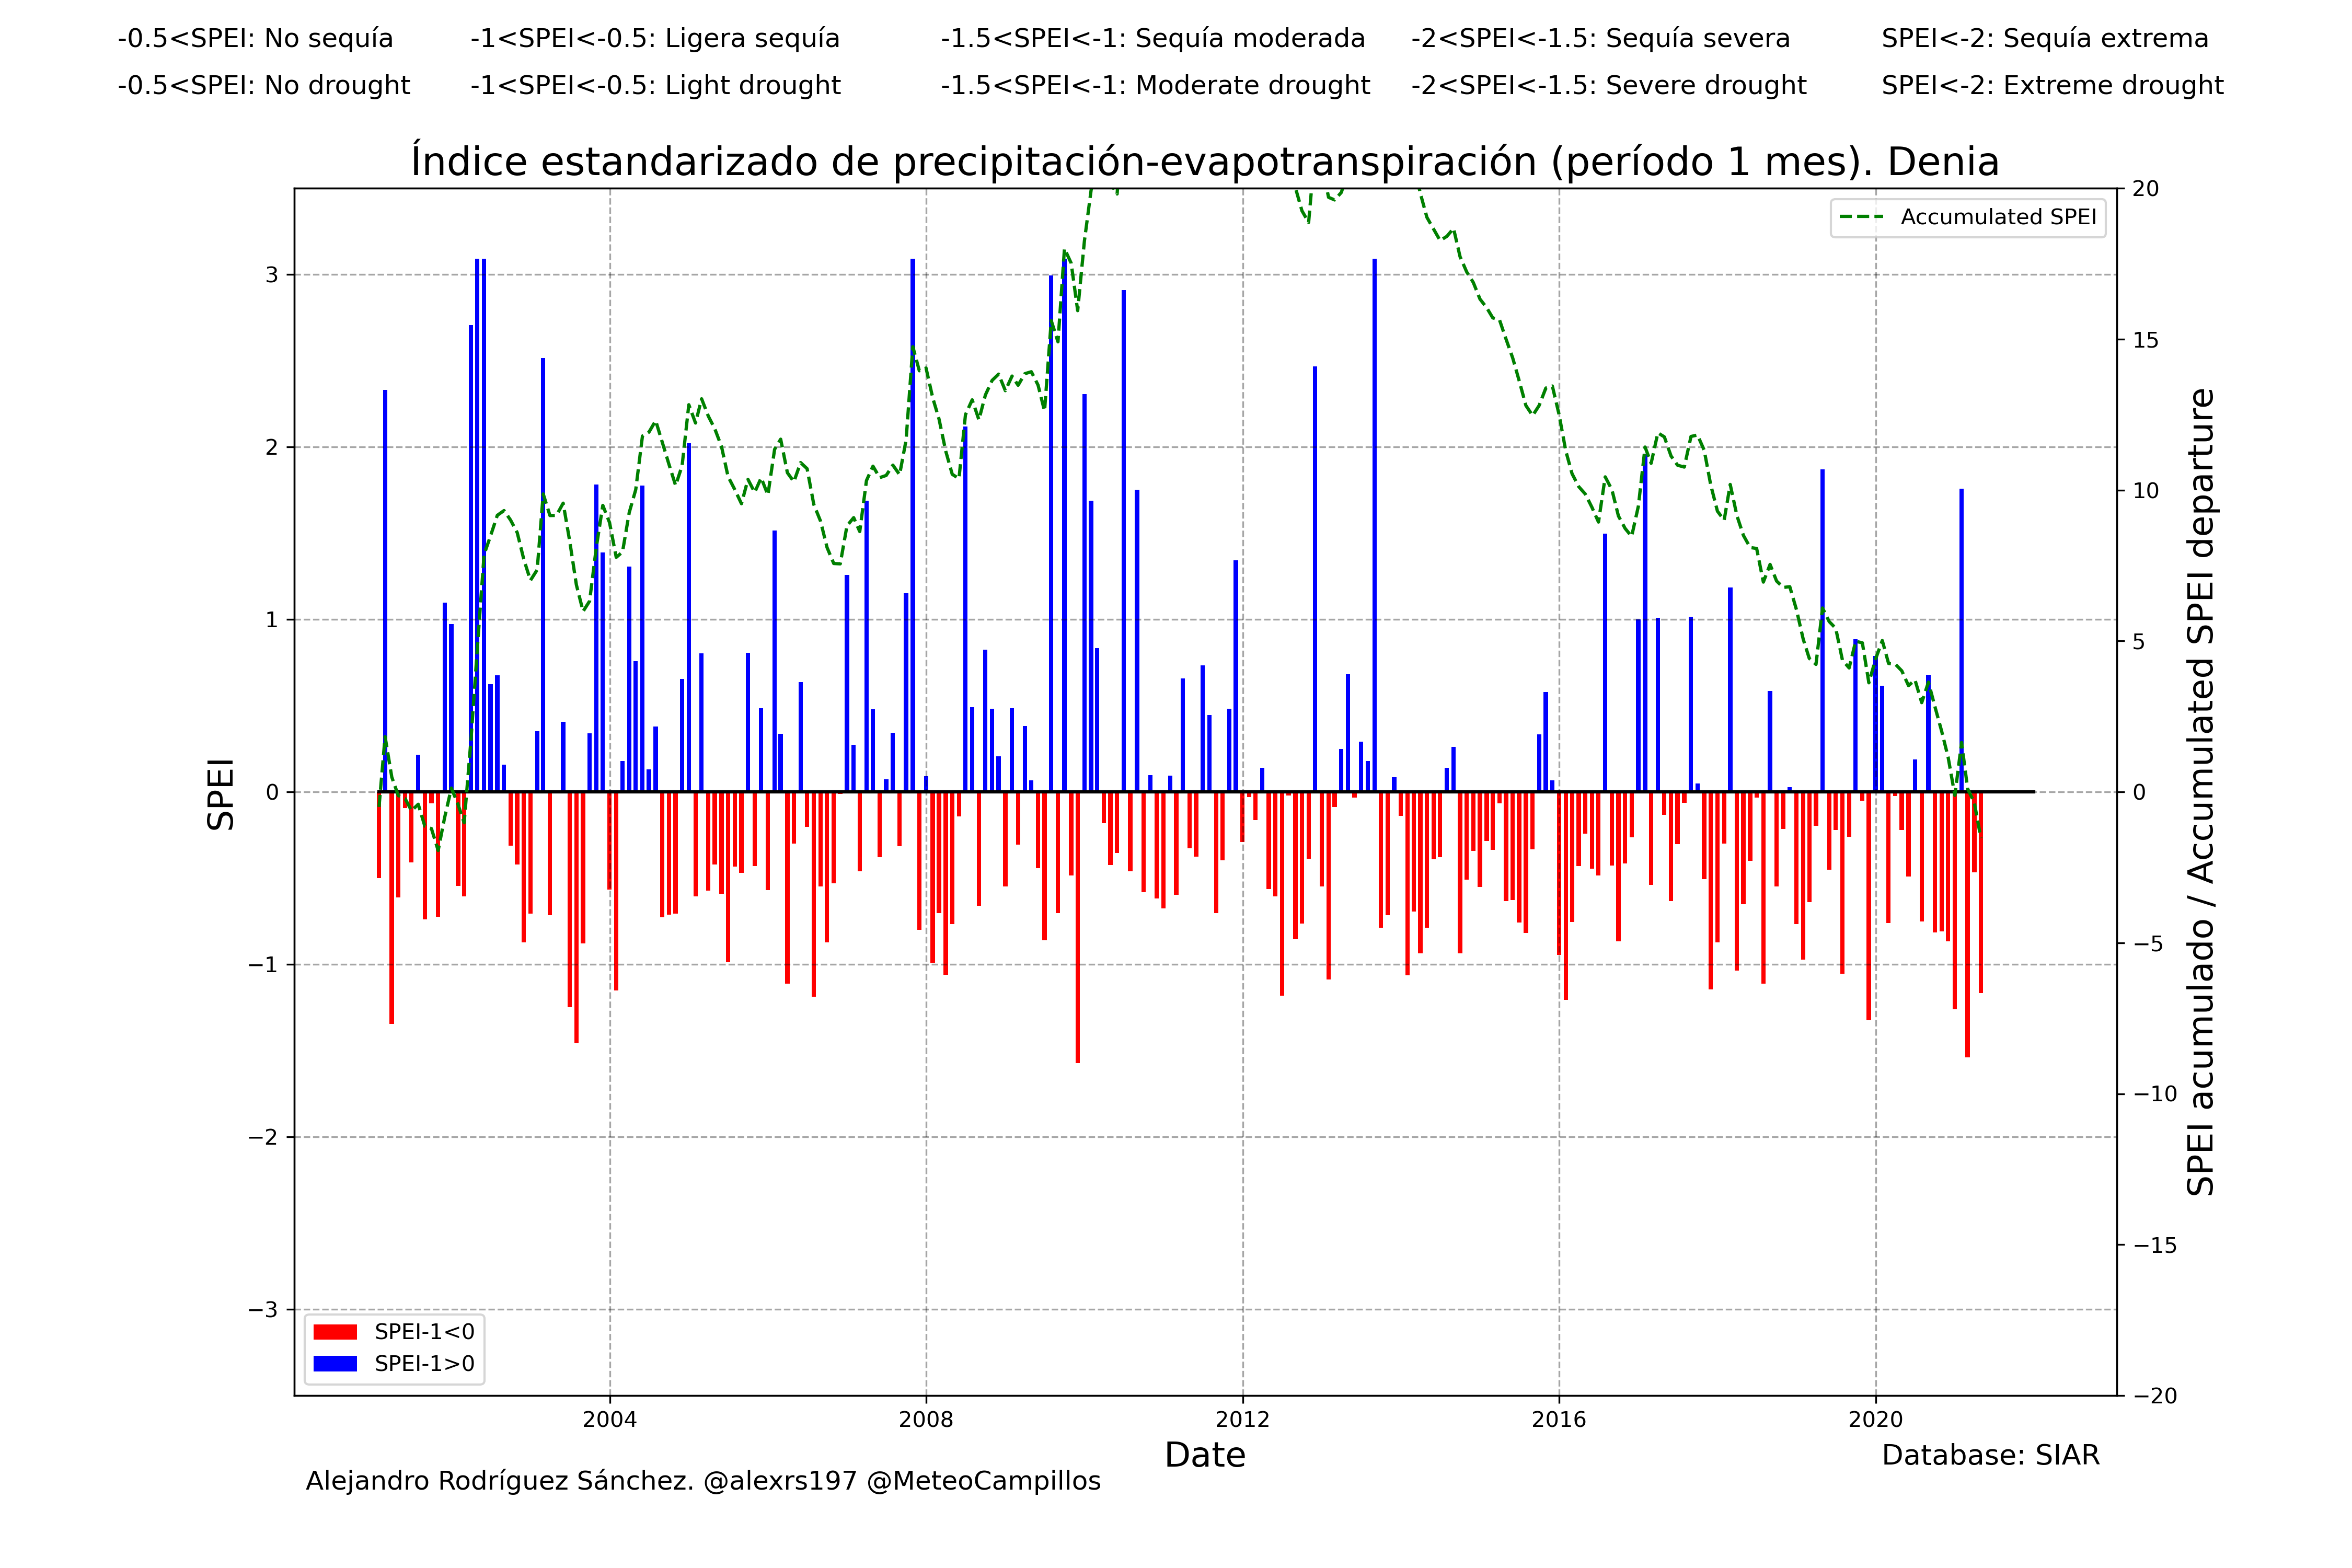 -0.5<SPEI: No sequía -1<SPEI<-0.5: Ligera sequía -1.5<SPEI<-1: Sequía moderada -2<SPEI<-1.5: Sequía severa SPEI<-2: Sequía extrema
-0.5<SPEI: No drought -1<SPEI<-0.5: Light drought -1.5<SPEI<-1: Moderate drought -2<SPEI<-1.5: Severe drought SPEI<-2: Extreme drought
Índice estandarizado de precipitación-evapotranspiración (período 1 mes). Denia
Accumulated SPEI
SPEI
3
2
1
0
−1
−2
−3
20
15
10
5
0
−5
−10
−15
−20
SPEI acumulado / Accumulated SPEI departure
SPEI-1<0
SPEI-1>0
2004 2008 2012 2016 2020
Date
Database: SIAR
Alejandro Rodríguez Sánchez. @alexrs197 @MeteoCampillos